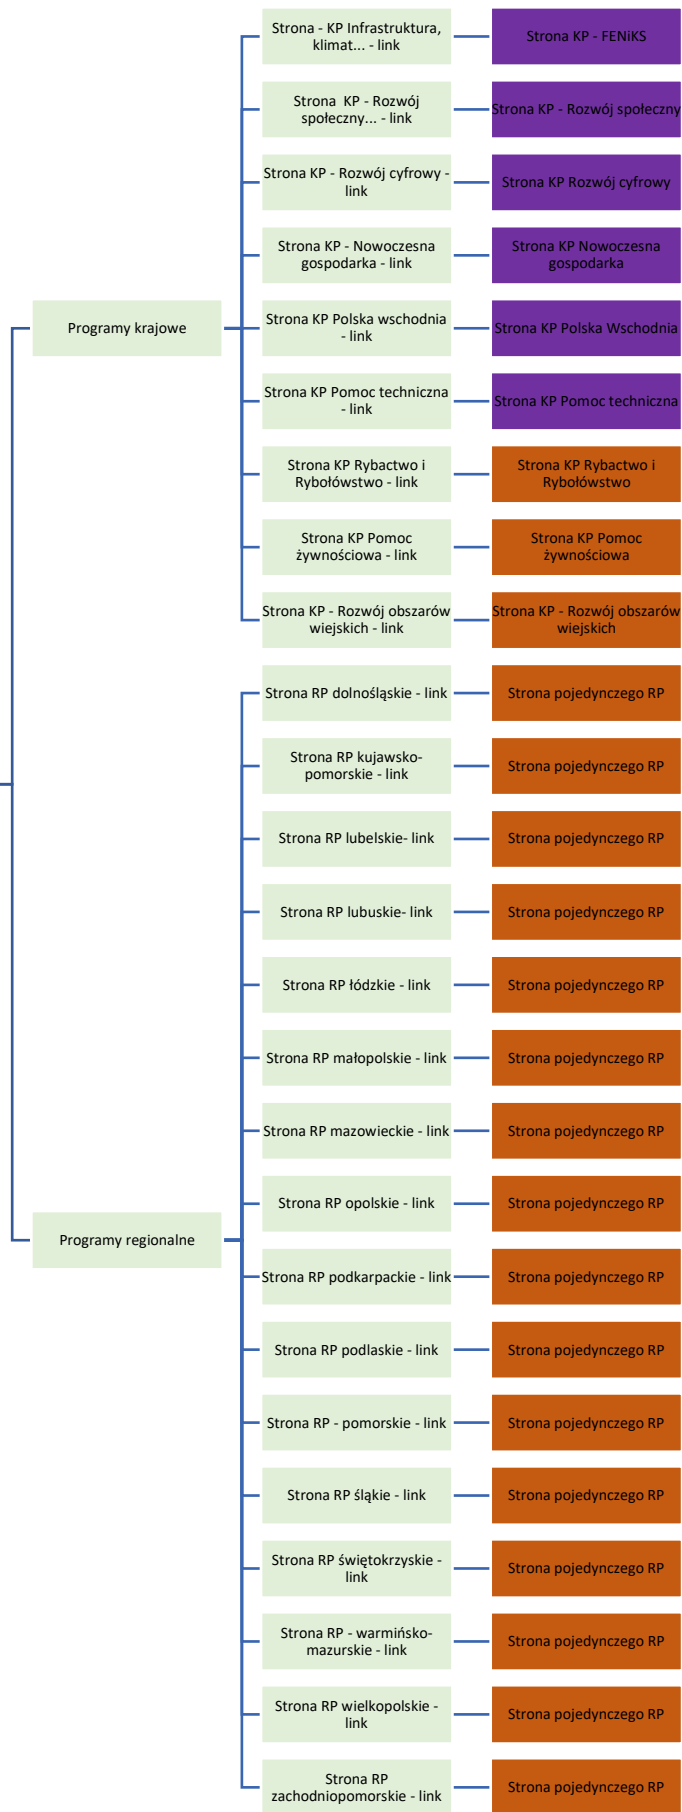 Strona - KP Infrastruktura,
klimat... - link
Strona KP - FENiKS
Strona  KP - Rozwój
społeczny... - link
Strona KP - Rozwój społeczny
Strona KP - Rozwój cyfrowy -
link
Strona KP Rozwój cyfrowy
Strona KP - Nowoczesna
gospodarka - link
Strona KP Nowoczesna
gospodarka
Programy krajowe
Strona KP Polska wschodnia
- link
Strona KP Polska Wschodnia
Strona KP Pomoc techniczna
- link
Strona KP Pomoc techniczna
Strona KP Rybactwo i
Rybołówstwo - link
Strona KP Rybactwo i
Rybołówstwo
Strona KP Pomoc
żywnościowa - link
Strona KP Pomoc
żywnościowa
Strona KP - Rozwój obszarów
wiejskich - link
Strona KP - Rozwój obszarów
wiejskich
Strona RP dolnośląskie - link
Strona pojedynczego RP
Strona RP kujawsko-
pomorskie - link
Strona pojedynczego RP
Strona RP lubelskie- link
Strona pojedynczego RP
Strona RP lubuskie- link
Strona pojedynczego RP
Strona RP łódzkie - link
Strona pojedynczego RP
Strona RP małopolskie - link
Strona pojedynczego RP
Strona RP mazowieckie - link
Strona pojedynczego RP
Strona RP opolskie - link
Strona pojedynczego RP
Programy regionalne
Strona RP podkarpackie - link
Strona pojedynczego RP
Strona RP podlaskie - link
Strona pojedynczego RP
Strona RP - pomorskie - link
Strona pojedynczego RP
Strona RP śląkie - link
Strona pojedynczego RP
Strona RP świętokrzyskie -
link
Strona pojedynczego RP
Strona RP - warmińsko-
mazurskie - link
Strona pojedynczego RP
Strona RP wielkopolskie -
link
Strona pojedynczego RP
Strona RP
zachodniopomorskie - link
Strona pojedynczego RP